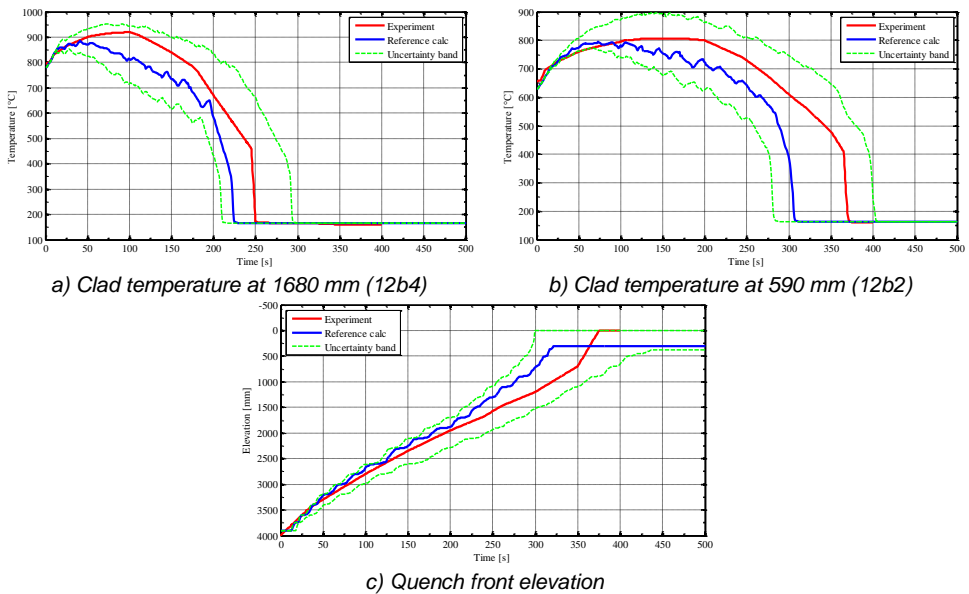 1000
900
800
700
600
500
400
300
200
100
Temperature [°C]
0 50 100 150 200 250 300 350 400 450 500
Time [s]
Experiment
Reference calc
Uncertainty band
a) Clad temperature at 1680 mm (12b4)
900
800
700
600
500
400
300
200
100
Temperature [°C]
0 50 100 150 200 250 300 350 400 450 500
Time [s]
Experiment
Reference calc
Uncertainty band
b) Clad temperature at 590 mm (12b2)
-500
0
500
1000
1500
2000
2500
3000
3500
4000
Elevation [mm]
0 50 100 150 200 250 300 350 400 450 500
Time [s]
Experiment
Reference calc
Uncertainty band
c) Quench front elevation